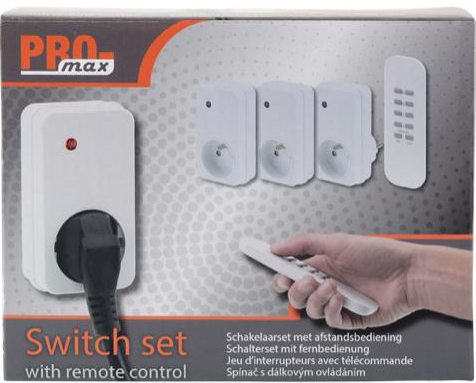 PRO-
max
Switch set
with remote control
Schakelaarset met afstandsbediening
Schalterset mit fernbedienung
Jeu d'interrupteurs avec télécommande
Spínač s dálkovým ovládáním